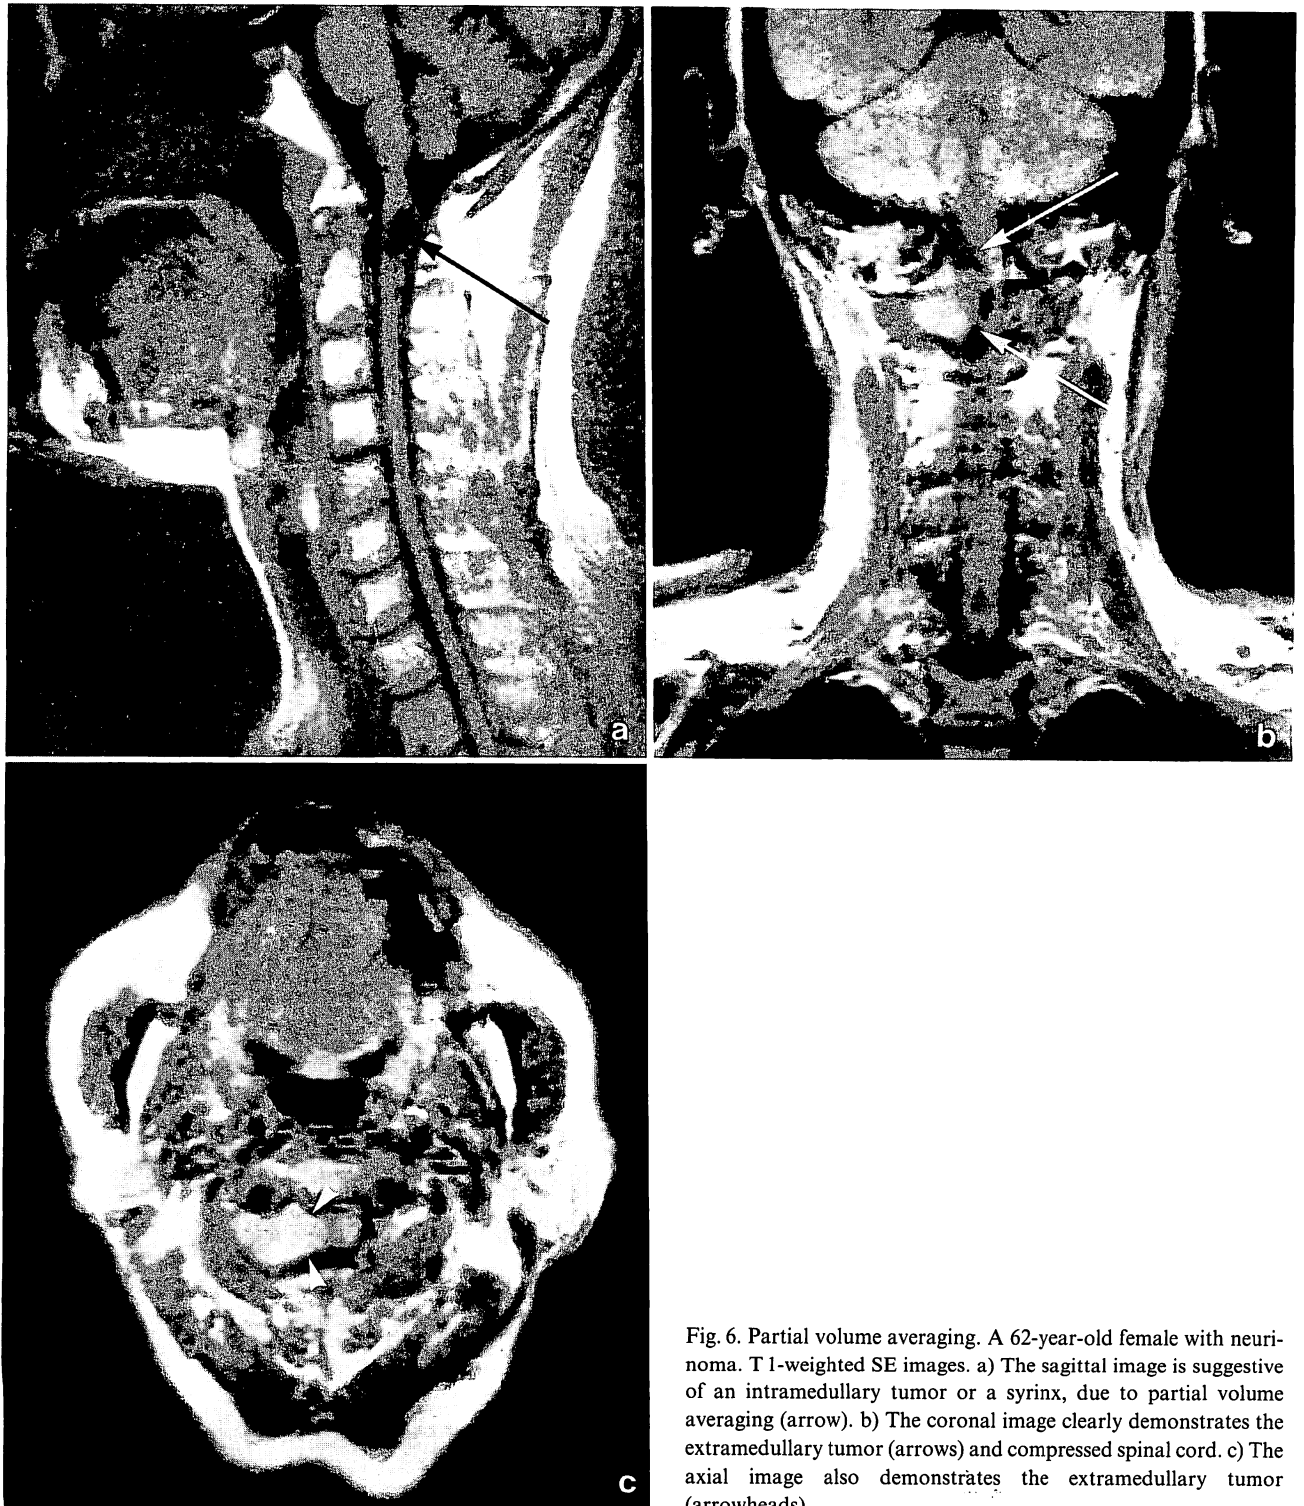 a
b
c
Fig. 6. Partial volume averaging. A 62-year-old female with neuri-
noma. T 1-weighted SE images. a) The sagittal image is suggestive
of an intramedullary tumor or a syrinx, due to partial volume
averaging (arrow). b) The coronal image clearly demonstrates the
extramedullary tumor (arrows) and compressed spinal cord. c) The
axial image also demonstrates the extramedullary tumor
(arrowheads)